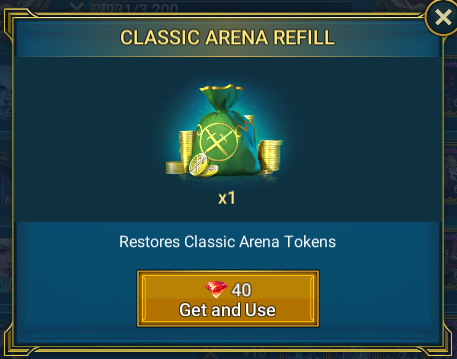 CLASSIC ARENA REFILL
x1
Restores Classic Arena Tokens
40
Get and Use